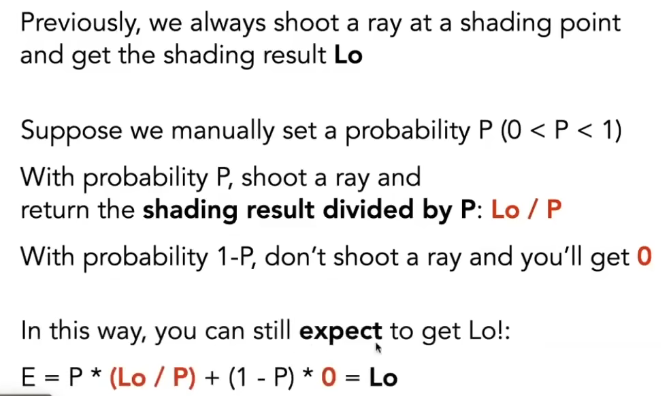 Previously, we always shoot a ray at a shading point
and get the shading result Lo
Suppose we manually set a probability P (0 < P < 1)
With probability P, shoot a ray and
return the shading result divided by P: Lo / P
With probability 1-P, don't shoot a ray and you'll get 0
In this way, you can still expect to get Lo!:
E = P * (Lo / P) + (1 - P) * 0 = Lo